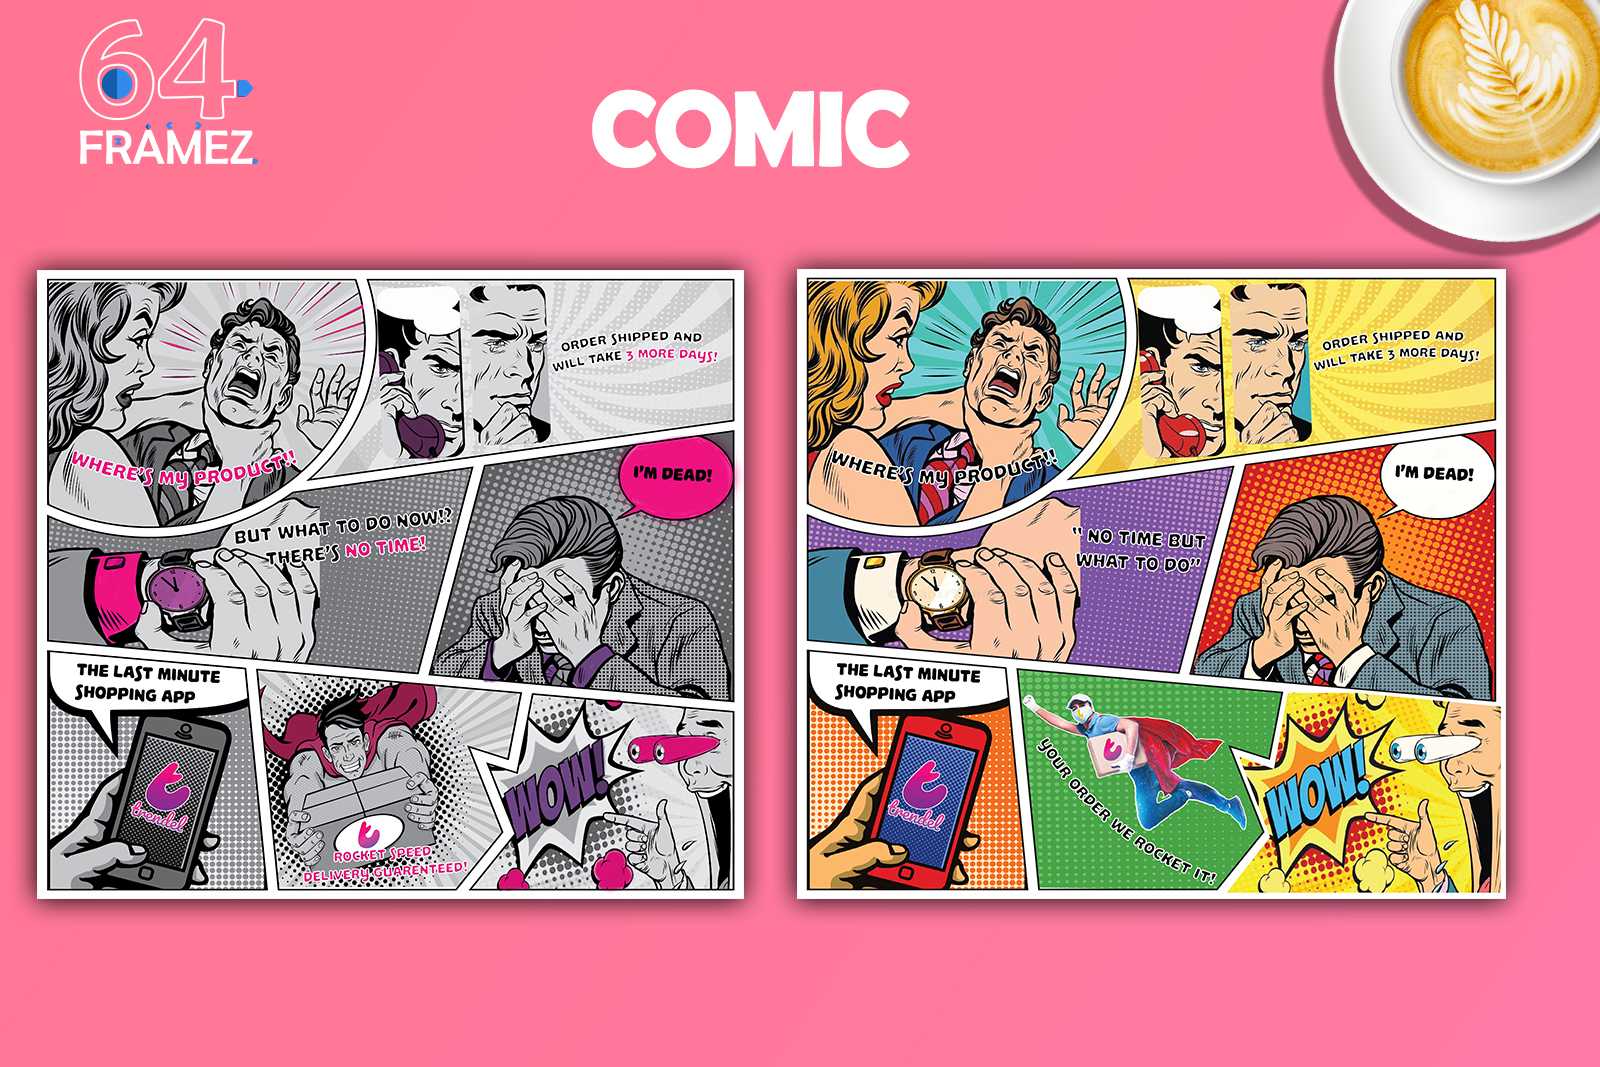 64
FRAMEZ
COMIC
ORDER SHIPPED AND
WILL TAKE 3 MORE DAYS!
WHERE'S MY PRODUCT!!
I'M DEAD!
BUT WHAT TO DO NOW!?
THERE'S NO TIME!
THE LAST MINUTE
SHOPPING APP
trendel
ROCKET SPEED
DELIVERY GUARENTEED!
WOW!
ORDER SHIPPED AND
WILL TAKE 3 MORE DAYS!
WHERE'S MY PRODUCT!!
I'M DEAD!
" NO TIME BUT
WHAT TO DO"
THE LAST MINUTE
SHOPPING APP
trendel
YOUR ORDER WE ROCKET IT!
WOW!